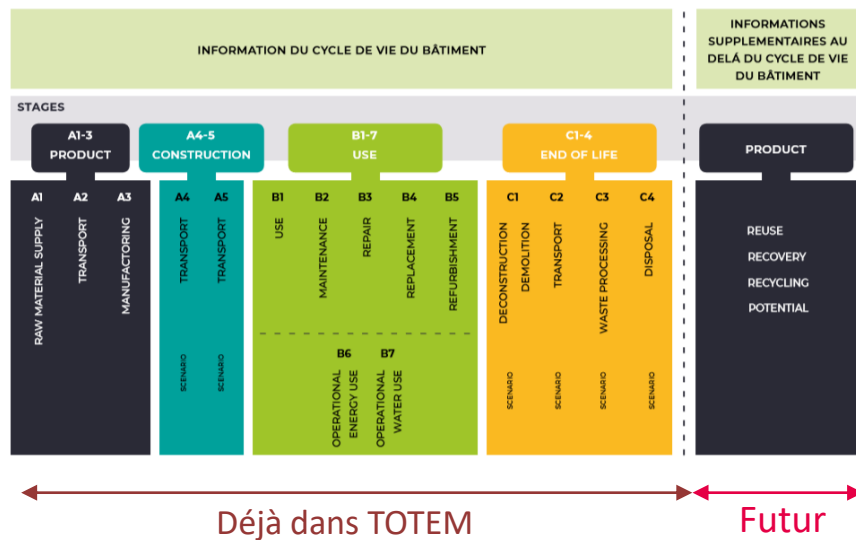 INFORMATION DU CYCLE DE VIE DU BÂTIMENT
INFORMATIONS
SUPPLEMENTAIRES AU
DELÁ DU CYCLE DE VIE
DU BÂTIMENT
STAGES
A1-3
PRODUCT
A4-5
CONSTRUCTION
B1-7
USE
C1-4
END OF LIFE
PRODUCT
A1
RAW MATERIAL SUPPLY
A2
TRANSPORT
A3
MANUFACTORING
A4
TRANSPORT
SCENARIO
A5
TRANSPORT
SCENARIO
B1
USE
B2
MAINTENANCE
B3
REPAIR
B4
REPLACEMENT
B5
REFURBISHMENT
B6
OPERATIONAL
ENERGY USE
B7
OPERATIONAL
WATER USE
C1
DECONSTRUCTION
DEMOLITION
SCENARIO
C2
TRANSPORT
SCENARIO
C3
WASTE PROCESSING
SCENARIO
C4
DISPOSAL
SCENARIO
REUSE
RECOVERY
RECYCLING
POTENTIAL
Déjà dans TOTEM
Futur